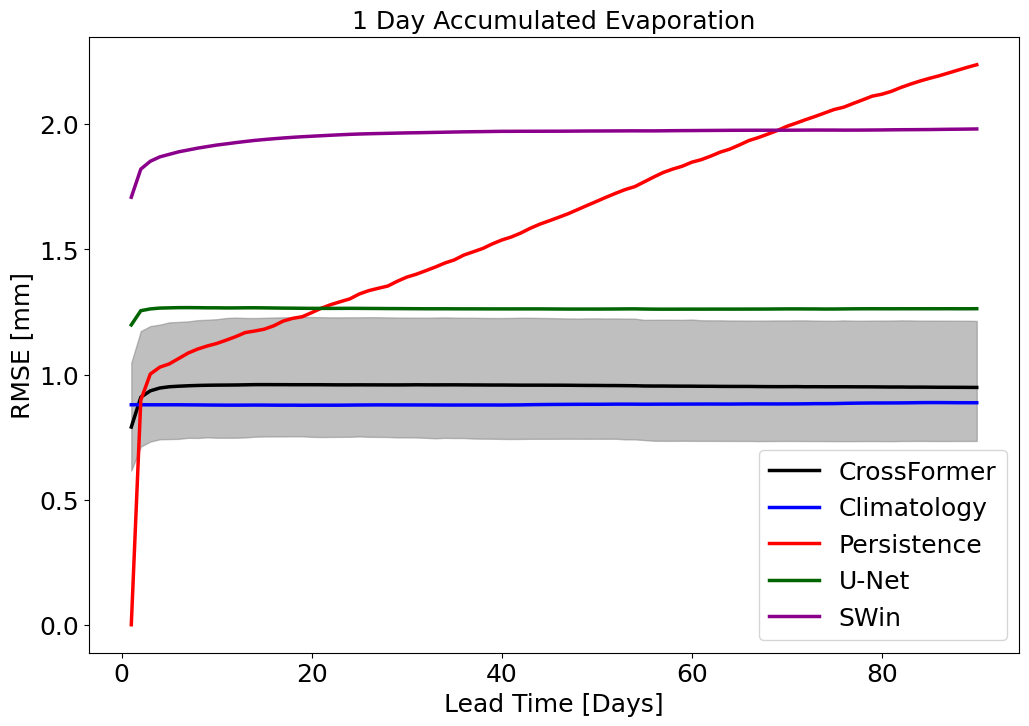 1 Day Accumulated Evaporation
RMSE [mm]
2.0
1.5
1.0
0.5
0.0
0
20
40
60
80
Lead Time [Days]
CrossFormer
Climatology
Persistence
U-Net
SWin